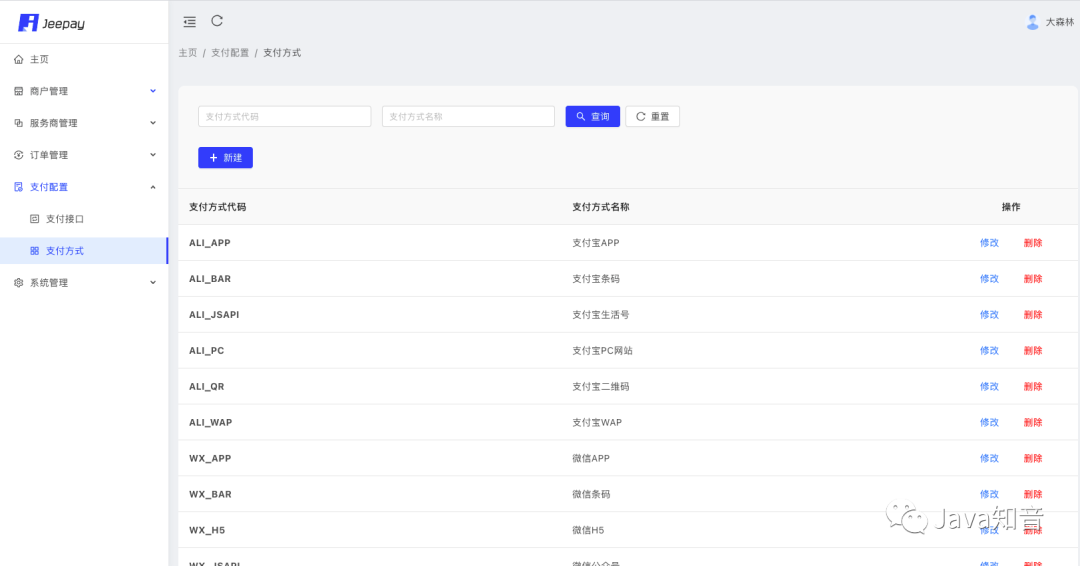 Jeepay
大森林
主页
商户管理
服务商管理
订单管理
支付配置
支付接口
支付方式
系统管理
主页 / 支付配置 / 支付方式
支付方式代码 支付方式名称 查询 重置
新建
支付方式代码 支付方式名称 操作
ALI_APP 支付宝APP 修改 删除
ALI_BAR 支付宝条码 修改 删除
ALI_JSAPI 支付宝生活号 修改 删除
ALI_PC 支付宝PC网站 修改 删除
ALI_QR 支付宝二维码 修改 删除
ALI_WAP 支付宝WAP 修改 删除
WX_APP 微信APP 修改 删除
WX_BAR 微信条码 修改 删除
Java知音
WX_H5 微信H5 修改 删除
WX_JSAPI 微信公众号 修改 删除